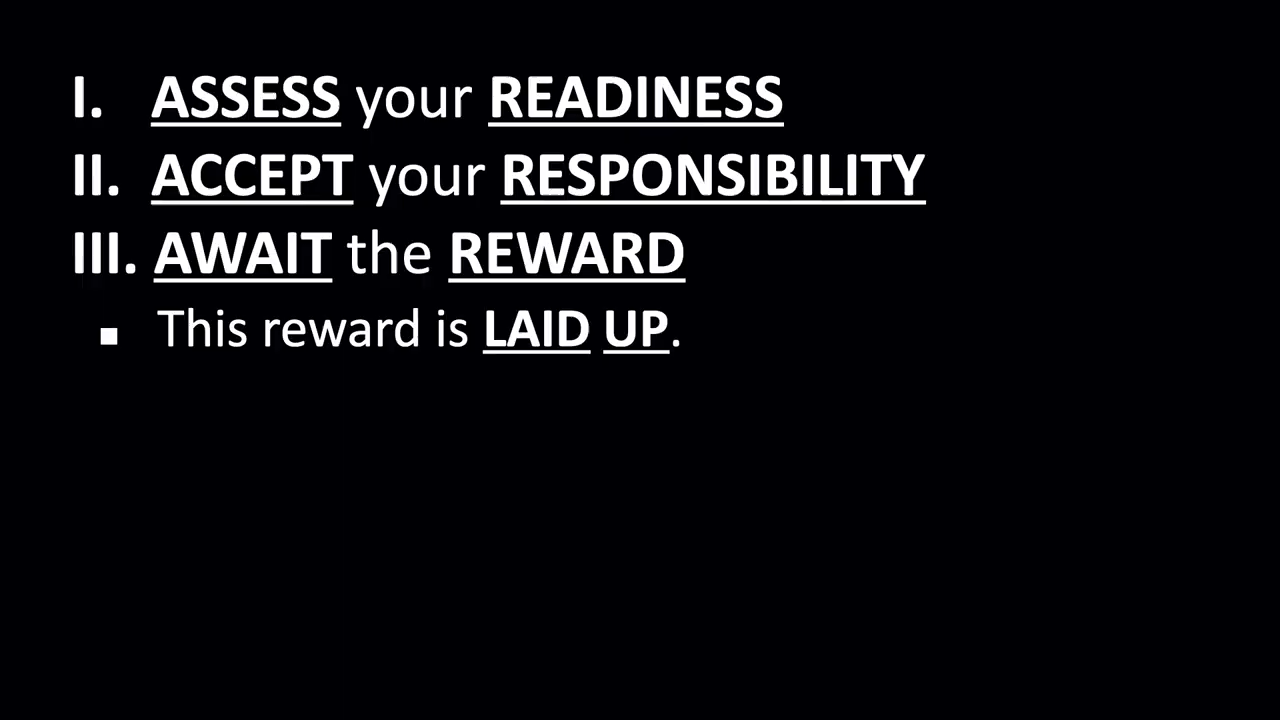 I. ASSESS your READINESS
II. ACCEPT your RESPONSIBILITY
III. AWAIT the REWARD
▪ This reward is LAID UP.